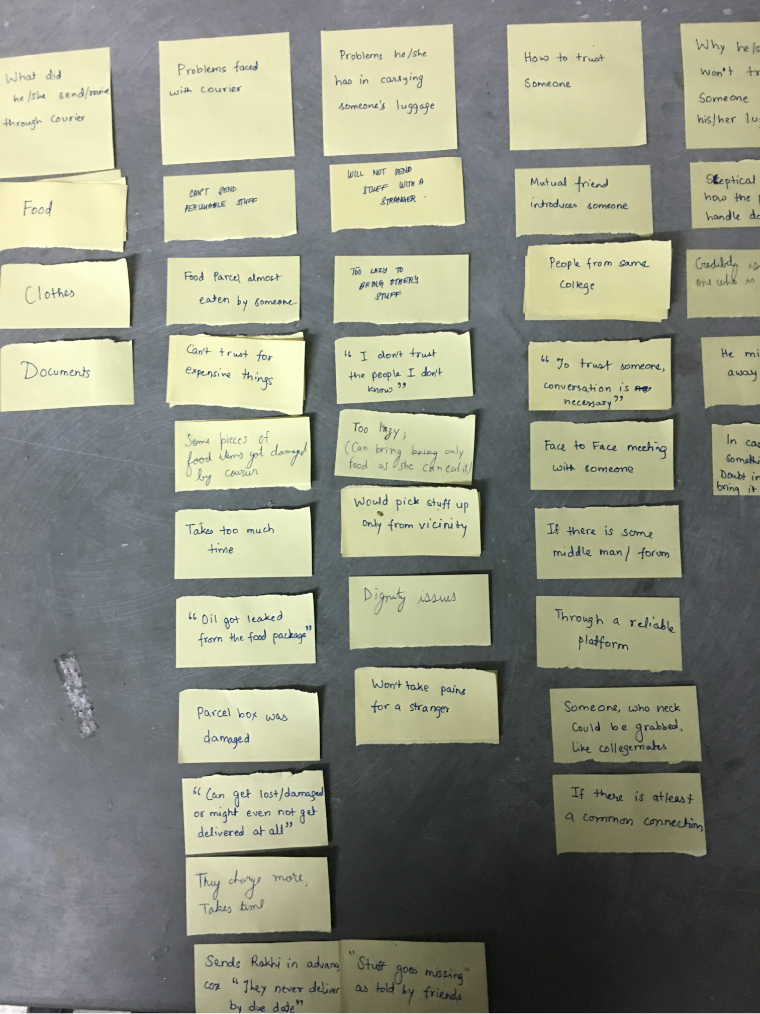 What did
he/she send/receive
through Courier
Food
Clothes
Documents
Problems faced
with courier
CAN'T SEND
PERISHABLE STUFF
Food Parcel almost
eaten by someone
Can't trust for
expensive things
Some pieces of
food items got damaged
by courier
Takes too much
time
"Oil got leaked
from the food package"
Parcel box was
damaged
"Can get lost/damaged
or might even not get
delivered at all"
They charge more,
Takes time
Sends Rakhi in advanc
coz "They never deliver
by due date"
"Stuff goes missing"
as told by friends
Problems he/she
has in carrying
someone's luggage
WILL NOT SEND
STUFF WITH A
STRANGER.
TOO LAZY TO
BRING OTHER'S
STUFF
"I don't trust
the people I don't
know"
Too lazy;
(Can bring being only
food as she can eat it)
Would pick stuff up
only from vicinity
Dignity issues
Won't take pains
for a stranger
How to trust
Someone
Mutual friend
introduces someone
People from same
college
"To trust someone,
conversation is
necessary"
Face to Face meeting
with someone
If there is some
middle man/ forum
Through a reliable
platform
Someone, who neck
could be grabbed,
like collegemates
If there is atleast
a common connection
Why he/s
won't tr
Someone
his/her lug
Skeptical
how the p
handle do
Credibility is
one who is
He mi
away
In cas
somethi
Doubt in
bring it